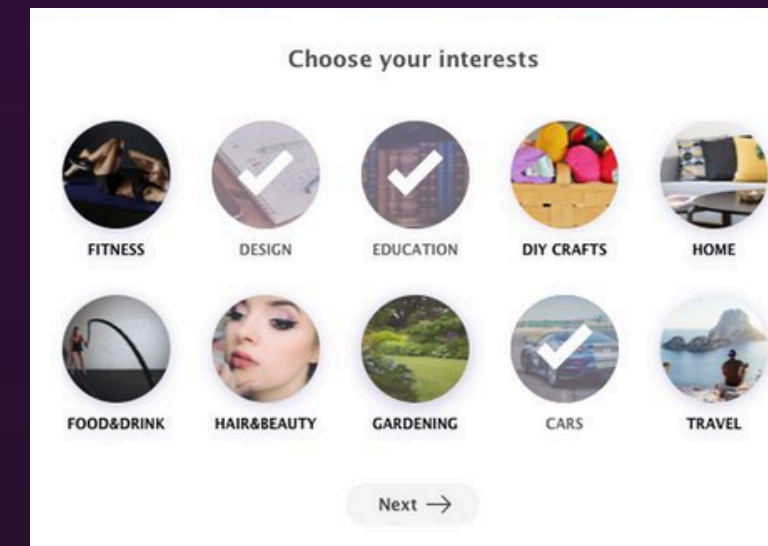 Choose your interests
FITNESS
DESIGN
EDUCATION
DIY CRAFTS
HOME
FOOD&DRINK
HAIR&BEAUTY
GARDENING
CARS
TRAVEL
Next →